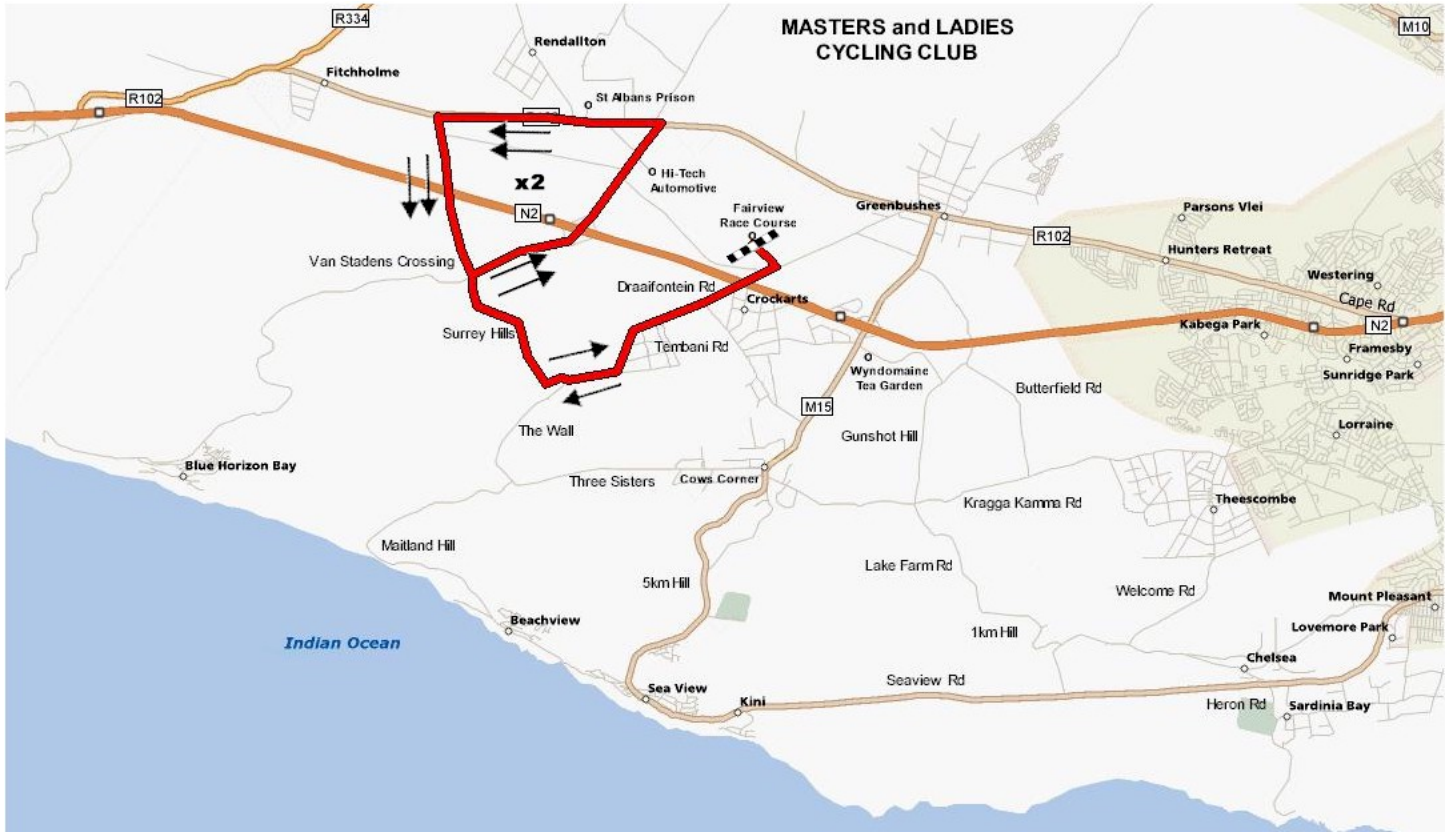 MASTERS and LADIES
CYCLING CLUB
R334
M10
Rendallton
Fitchholme
R102
St Albans Prison
Hi-Tech
Automotive
x2
N2
Fairview
Race Course
Greenbushes
Parsons Vlei
R102
Hunters Retreat
Westering
Van Stadens Crossing
Draaifontein Rd
Crockarts
Cape Rd
N2
Kabega Park
Surrey Hills
Tembani Rd
Framesby
Sunridge Park
Wyndomaine
Tea Garden
Butterfield Rd
M15
The Wall
Gunshot Hill
Lorraine
Blue Horizon Bay
Three Sisters
Cows Corner
Kragga Kamma Rd
Theescombe
Maitland Hill
5km Hill
Lake Farm Rd
Welcome Rd
Mount Pleasant
Beachview
1km Hill
Lovemore Park
Indian Ocean
Chelsea
Sea View
Seaview Rd
Kini
Heron Rd
Sardinia Bay